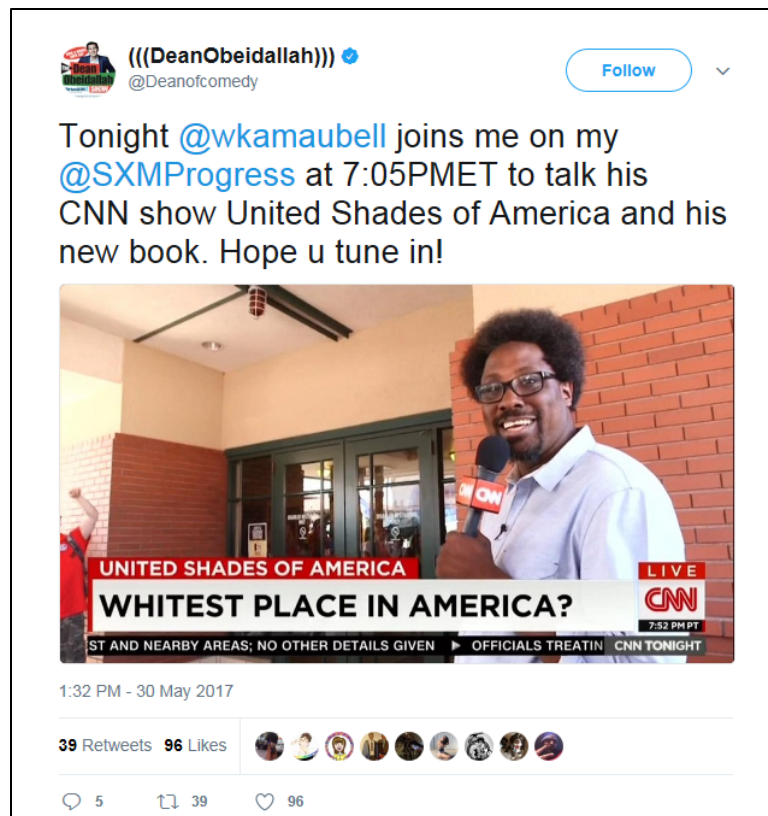 (((DeanObeidallah)))
@Deanofcomedy
Follow
Tonight @wkamaubell joins me on my
@SXMProgress at 7:05PMET to talk his
CNN show United Shades of America and his
new book. Hope u tune in!
CNN
UNITED SHADES OF AMERICA
WHITEST PLACE IN AMERICA?
LIVE
CNN
7:52 PM PT
ST AND NEARBY AREAS; NO OTHER DETAILS GIVEN ▶ OFFICIALS TREATIN
CNN TONIGHT
1:32 PM - 30 May 2017
39 Retweets 96 Likes
5 39 96